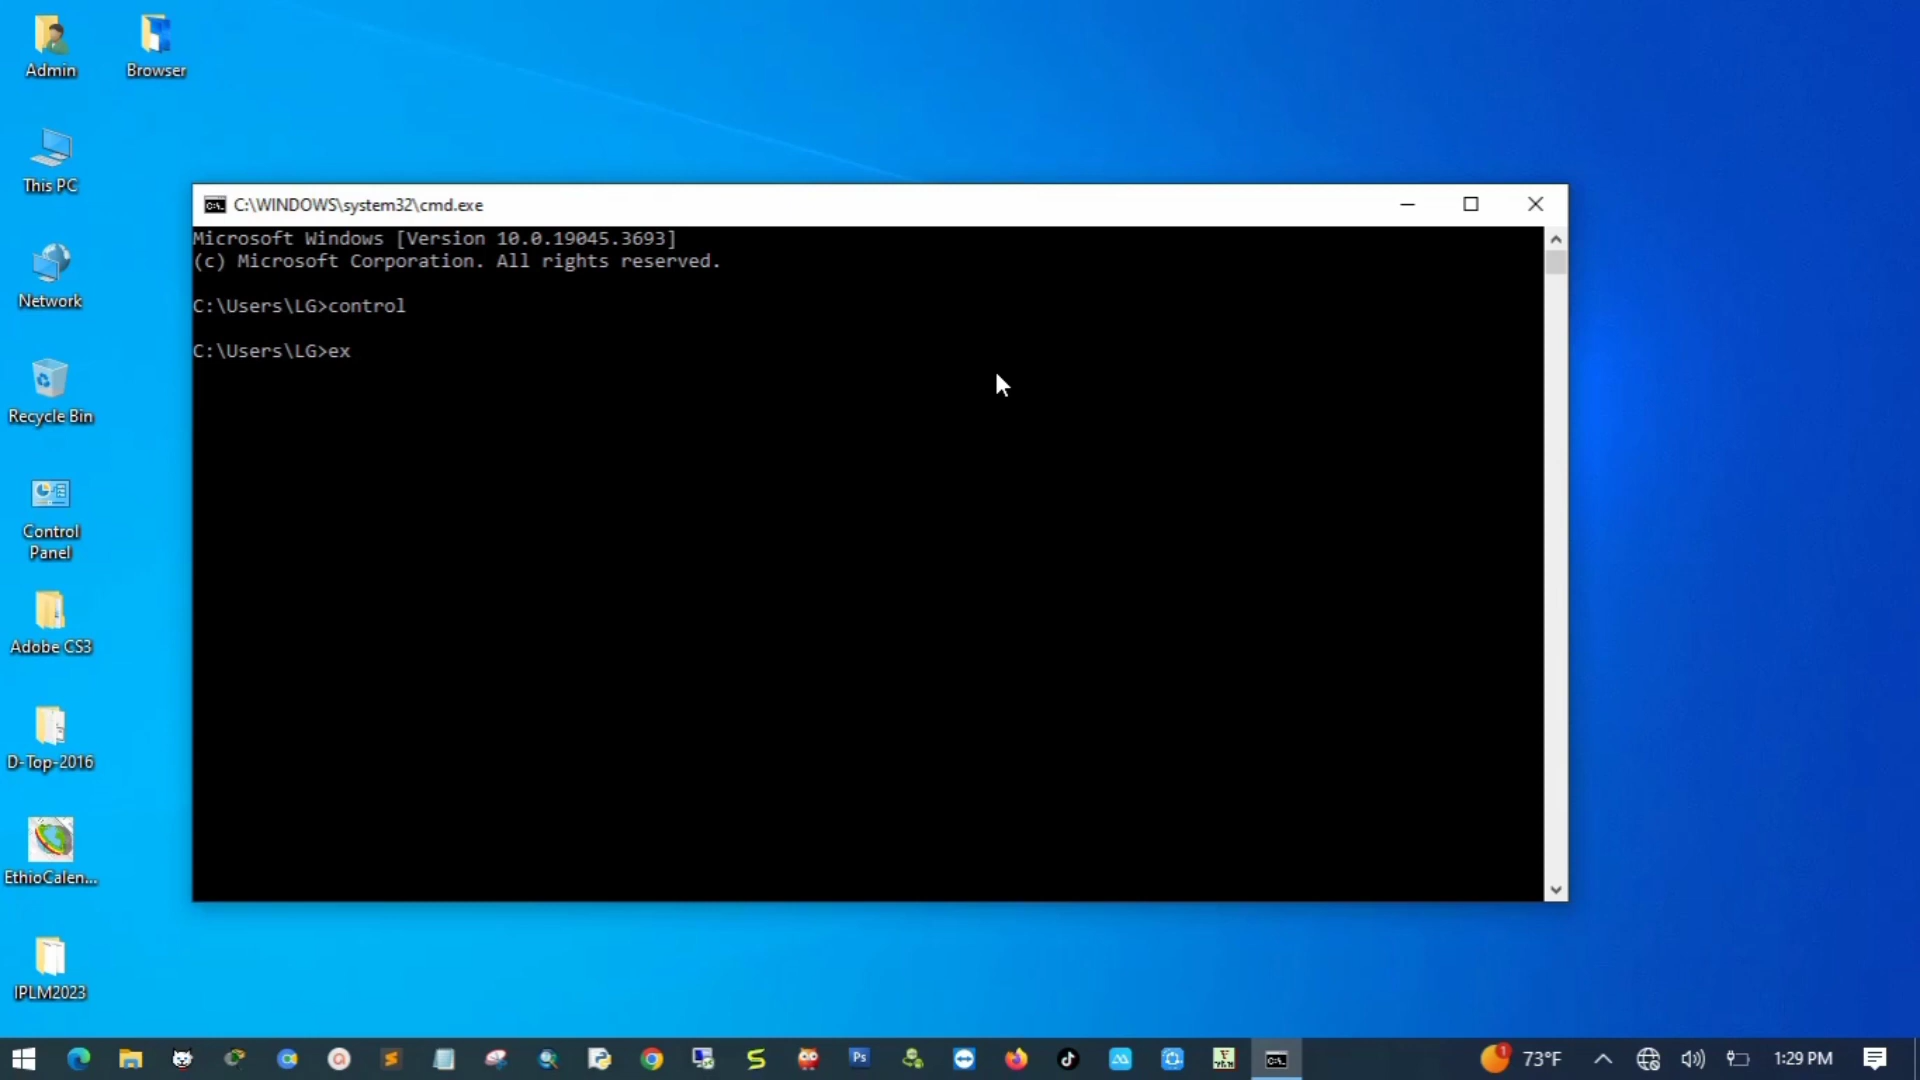 Admin
Browser
This PC
Network
Recycle Bin
Control
Panel
Adobe CS3
D-Top-2016
EthioCalen...
IPLM2023
C:\WINDOWS\system32\cmd.exe
Microsoft Windows [Version 10.0.19045.3693]
(c) Microsoft Corporation. All rights reserved.
C:\Users\LG>control
C:\Users\LG>ex
Ps
1
73°F
1:29 PM